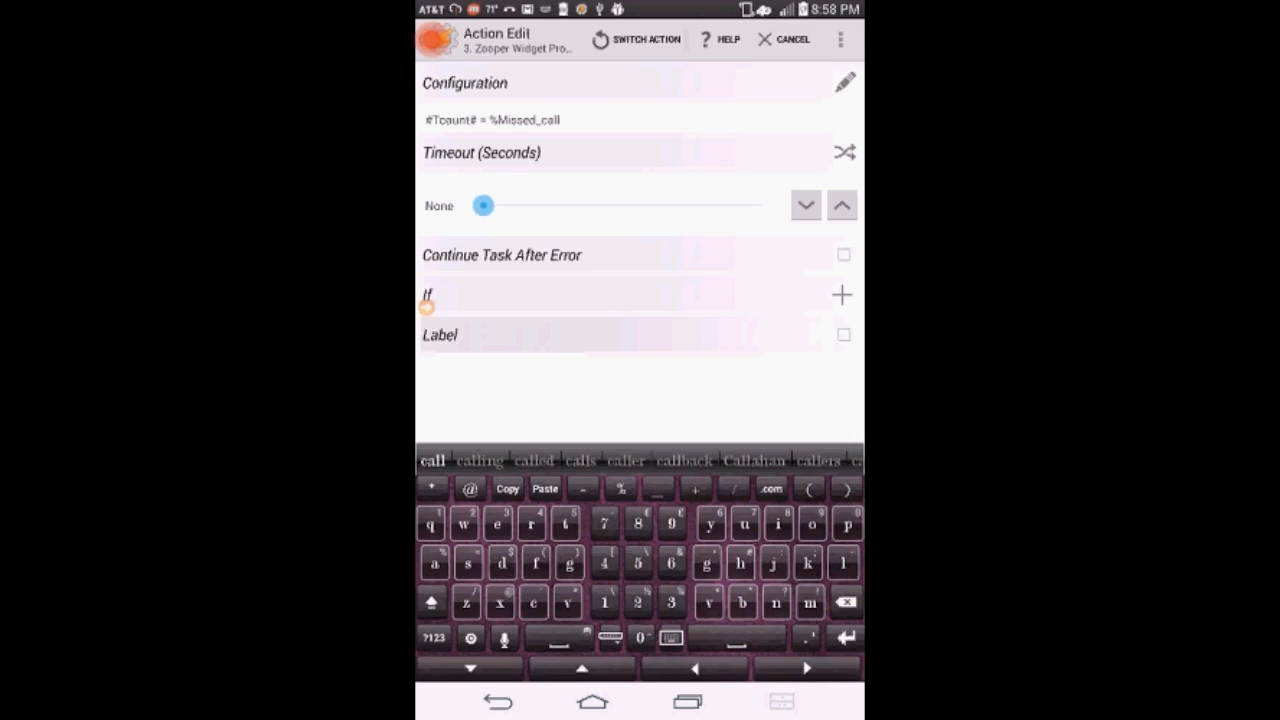 AT&T 71° 8:58 PM
Action Edit
3. Zooper Widget Pro...
SWITCH ACTION
? HELP
CANCEL
Configuration
#Tcount# = %Missed_call
Timeout (Seconds)
None
Continue Task After Error
If
Label
call calling called calls caller callback Callahan callers
* @ Copy Paste - % _ + / .com ( )
q w e r t 7 8 9 y u i o p
a s d f g 4 5 6 g h j k l
z x c v 1 2 3 v b n m
?123 0